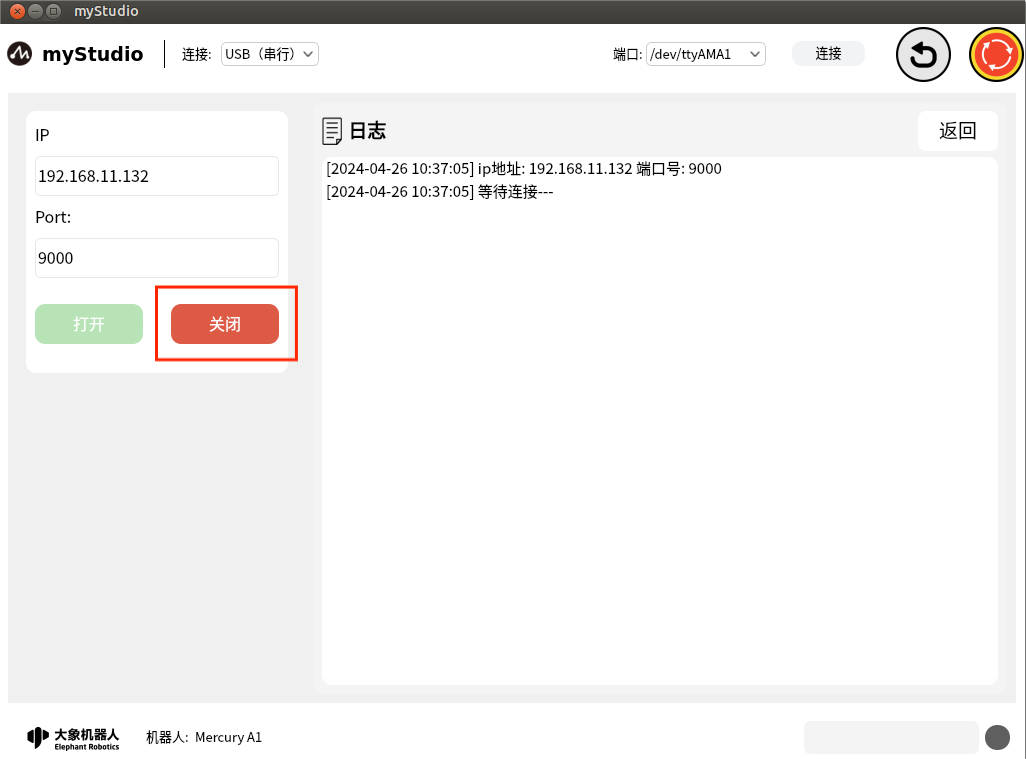 myStudio
myStudio
连接: USB（串行）
端口: /dev/ttyAMA1
连接
IP
192.168.11.132
Port:
9000
打开
关闭
日志
返回
[2024-04-26 10:37:05] ip地址: 192.168.11.132 端口号: 9000
[2024-04-26 10:37:05] 等待连接---
大象机器人
Elephant Robotics
机器人: Mercury A1